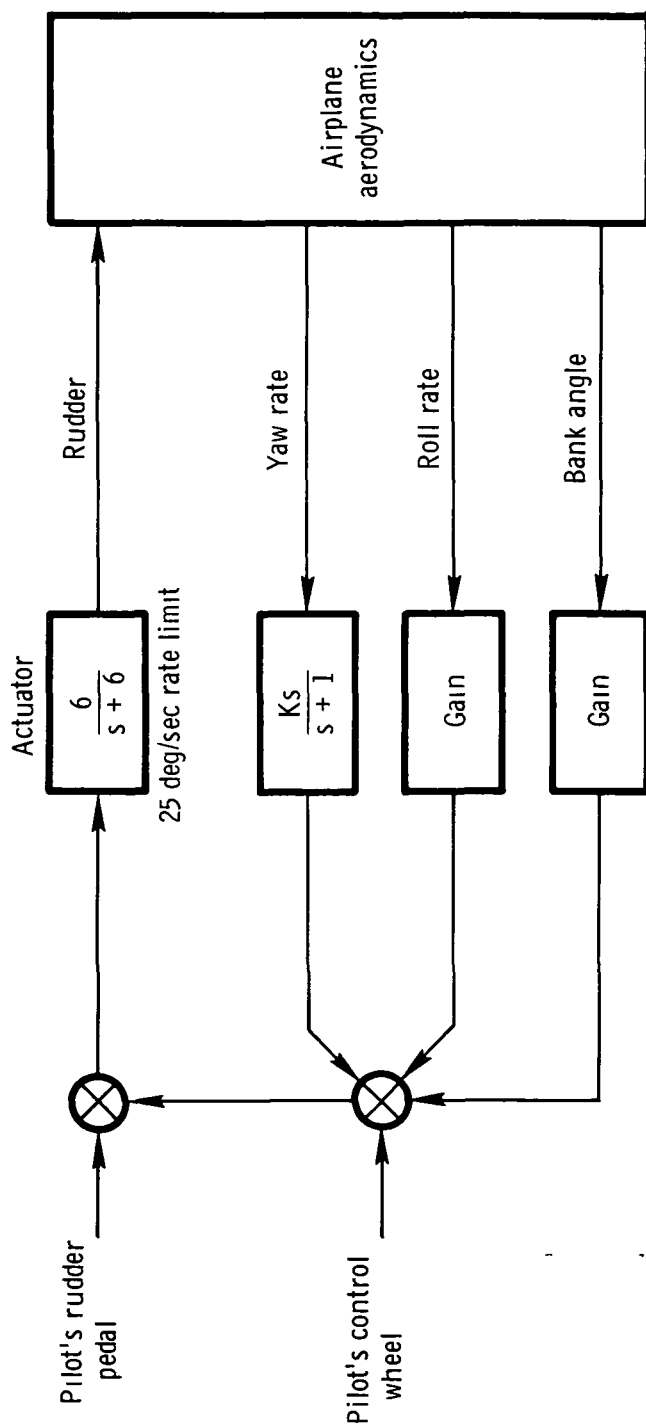 Pilot's rudder
pedal
Actuator
6
s + 6
25 deg/sec rate limit
Rudder
Airplane
aerodynamics
Pilot's control
wheel
Ks
s + 1
Yaw rate
Gain
Roll rate
Gain
Bank angle